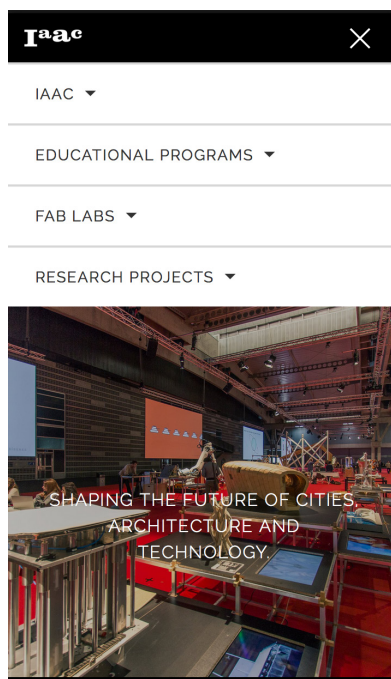 Iaac
IAAC
EDUCATIONAL PROGRAMS
FAB LABS
RESEARCH PROJECTS
SHAPING THE FUTURE OF CITIES,
ARCHITECTURE AND
TECHNOLOGY.